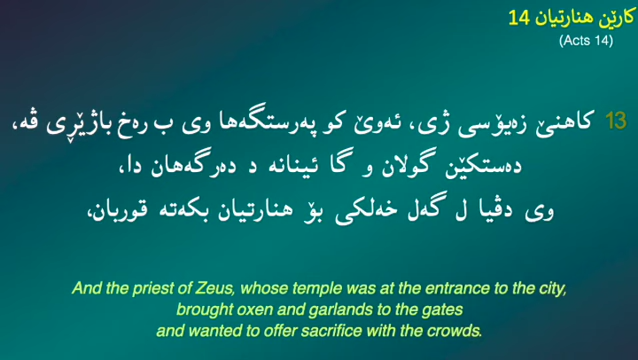 کارێن هنارتیان 14
(Acts 14)
13 کاهنێ زەیۆسی ژی، ئەوێ کو پەرستگەها وی ب رەخ باژێڕی ڤە،
دەستکێن گولان و گا ئینانە د دەرگەهان دا،
وی دڤیا ل گەل خەلکی بۆ هنارتیان بکەتە قوربان،
And the priest of Zeus, whose temple was at the entrance to the city,
brought oxen and garlands to the gates
and wanted to offer sacrifice with the crowds.